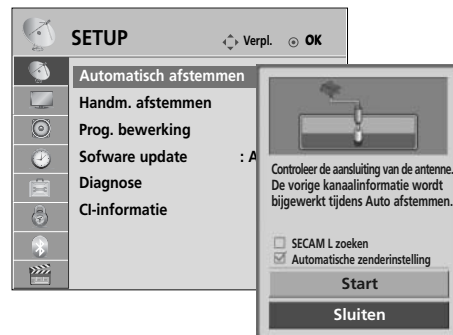 SETUP
Verpl. OK
Automatisch afstemmen
Handm. afstemmen
Prog. bewerking
Sofware update : A
Diagnose
CI-informatie
Controleer de aansluiting van de antenne.
De vorige kanaalinformatie wordt
bijgewerkt tijdens Auto afstemmen.
SECAM L zoeken
Automatische zenderinstelling
Start
Sluiten